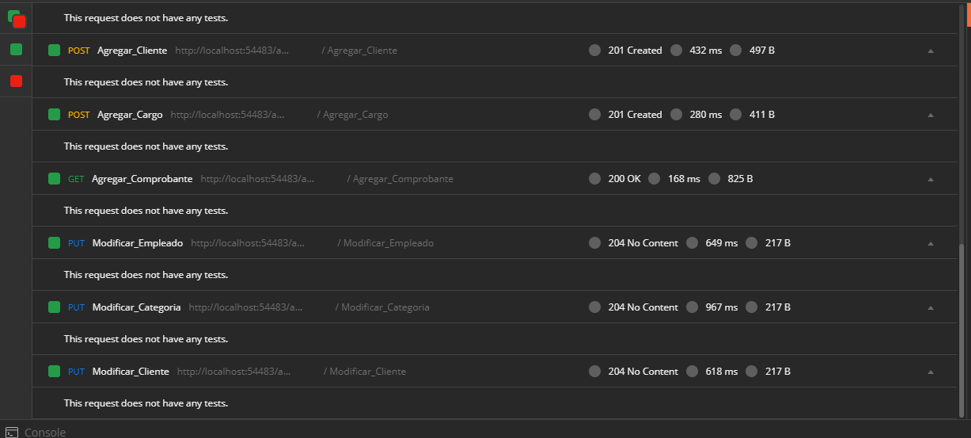 This request does not have any tests.
POST Agregar_Cliente http://localhost:54483/a... / Agregar_Cliente 201 Created 432 ms 497 B
This request does not have any tests.
POST Agregar_Cargo http://localhost:54483/a... / Agregar_Cargo 201 Created 280 ms 411 B
This request does not have any tests.
GET Agregar_Comprobante http://localhost:54483/a... / Agregar_Comprobante 200 OK 168 ms 825 B
This request does not have any tests.
PUT Modificar_Empleado http://localhost:54483/a... / Modificar_Empleado 204 No Content 649 ms 217 B
This request does not have any tests.
PUT Modificar_Categoria http://localhost:54483/a... / Modificar_Categoria 204 No Content 967 ms 217 B
This request does not have any tests.
PUT Modificar_Cliente http://localhost:54483/a... / Modificar_Cliente 204 No Content 618 ms 217 B
This request does not have any tests.
Console